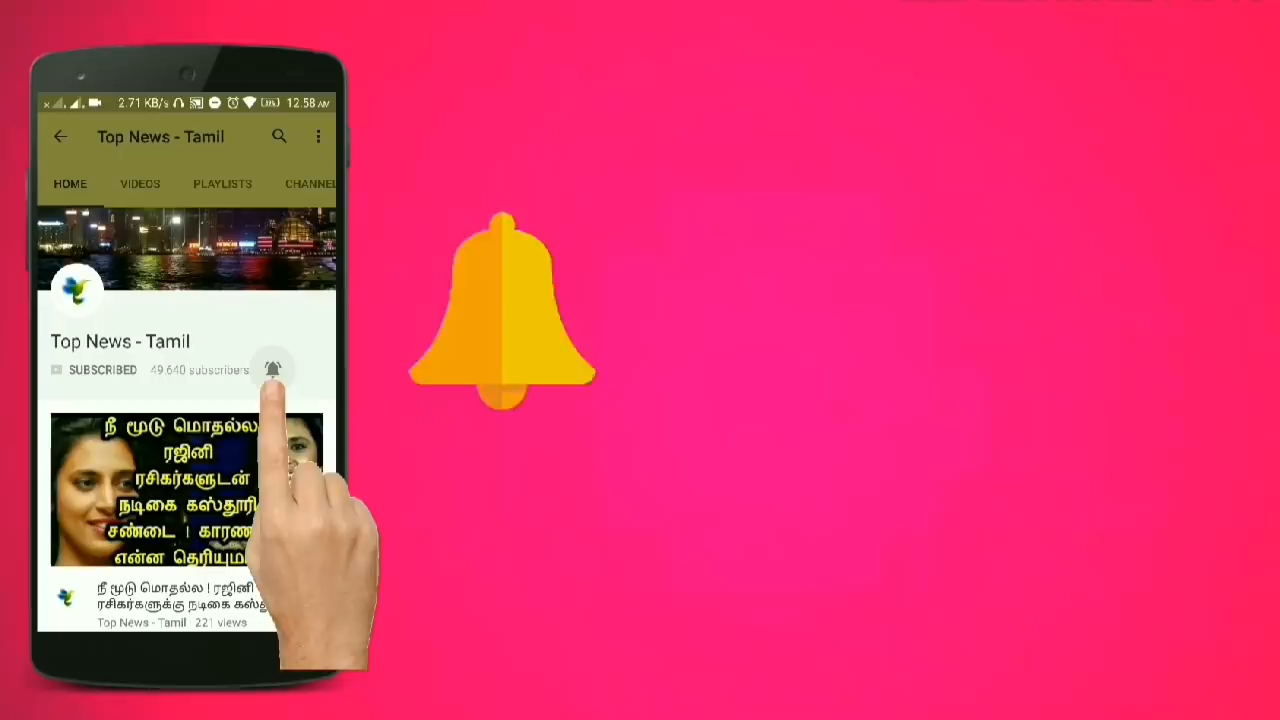 2.71 KB/s 12:58 AM
Top News - Tamil
HOME VIDEOS PLAYLISTS CHANNEL
Top News - Tamil
SUBSCRIBED 49,640 subscribers
நீ மூடு மொதல்ல
ரஜினி
ரசிகர்களுடன்
நடிகை கஸ்தூரி
சண்டை ! காரண
என்ன தெரியும
நீ மூடு மொதல்ல ! ரஜினி
ரசிகர்களுக்கு நடிகை கஸ்து
Top News - Tamil 221 views